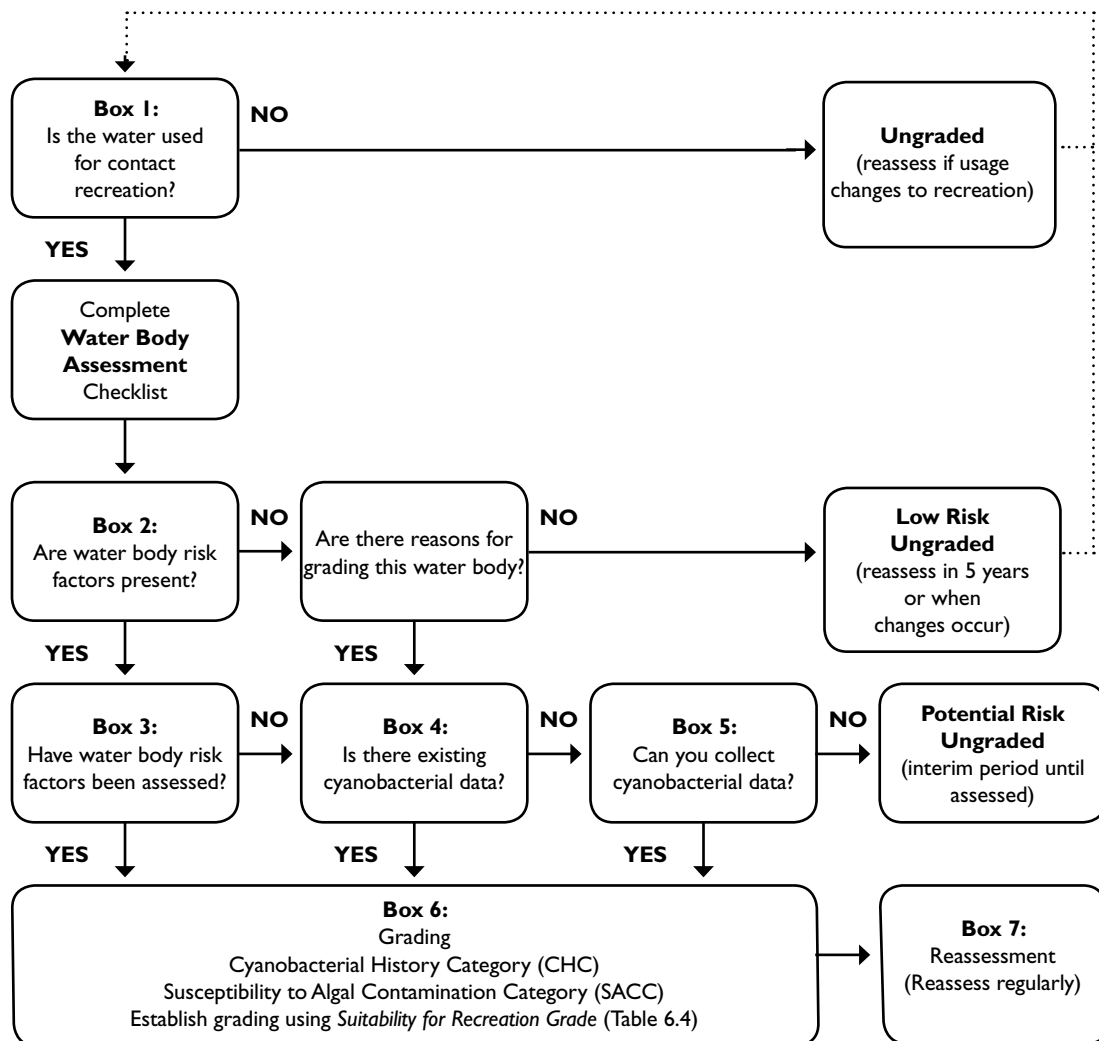 Box 1:
Is the water used
for contact
recreation?
NO
Ungraded
(reassess if usage
changes to recreation)
YES
Complete
Water Body
Assessment
Checklist
Box 2:
Are water body risk
factors present?
NO
Are there reasons for
grading this water body?
NO
Low Risk
Ungraded
(reassess in 5 years
or when
changes occur)
YES
YES
Box 3:
Have water body risk
factors been assessed?
NO
Box 4:
Is there existing
cyanobacterial data?
NO
Box 5:
Can you collect
cyanobacterial data?
NO
Potential Risk
Ungraded
(interim period until
assessed)
YES
YES
YES
Box 6:
Grading
Cyanobacterial History Category (CHC)
Susceptibility to Algal Contamination Category (SACC)
Establish grading using Suitability for Recreation Grade (Table 6.4)
Box 7:
Reassessment
(Reassess regularly)